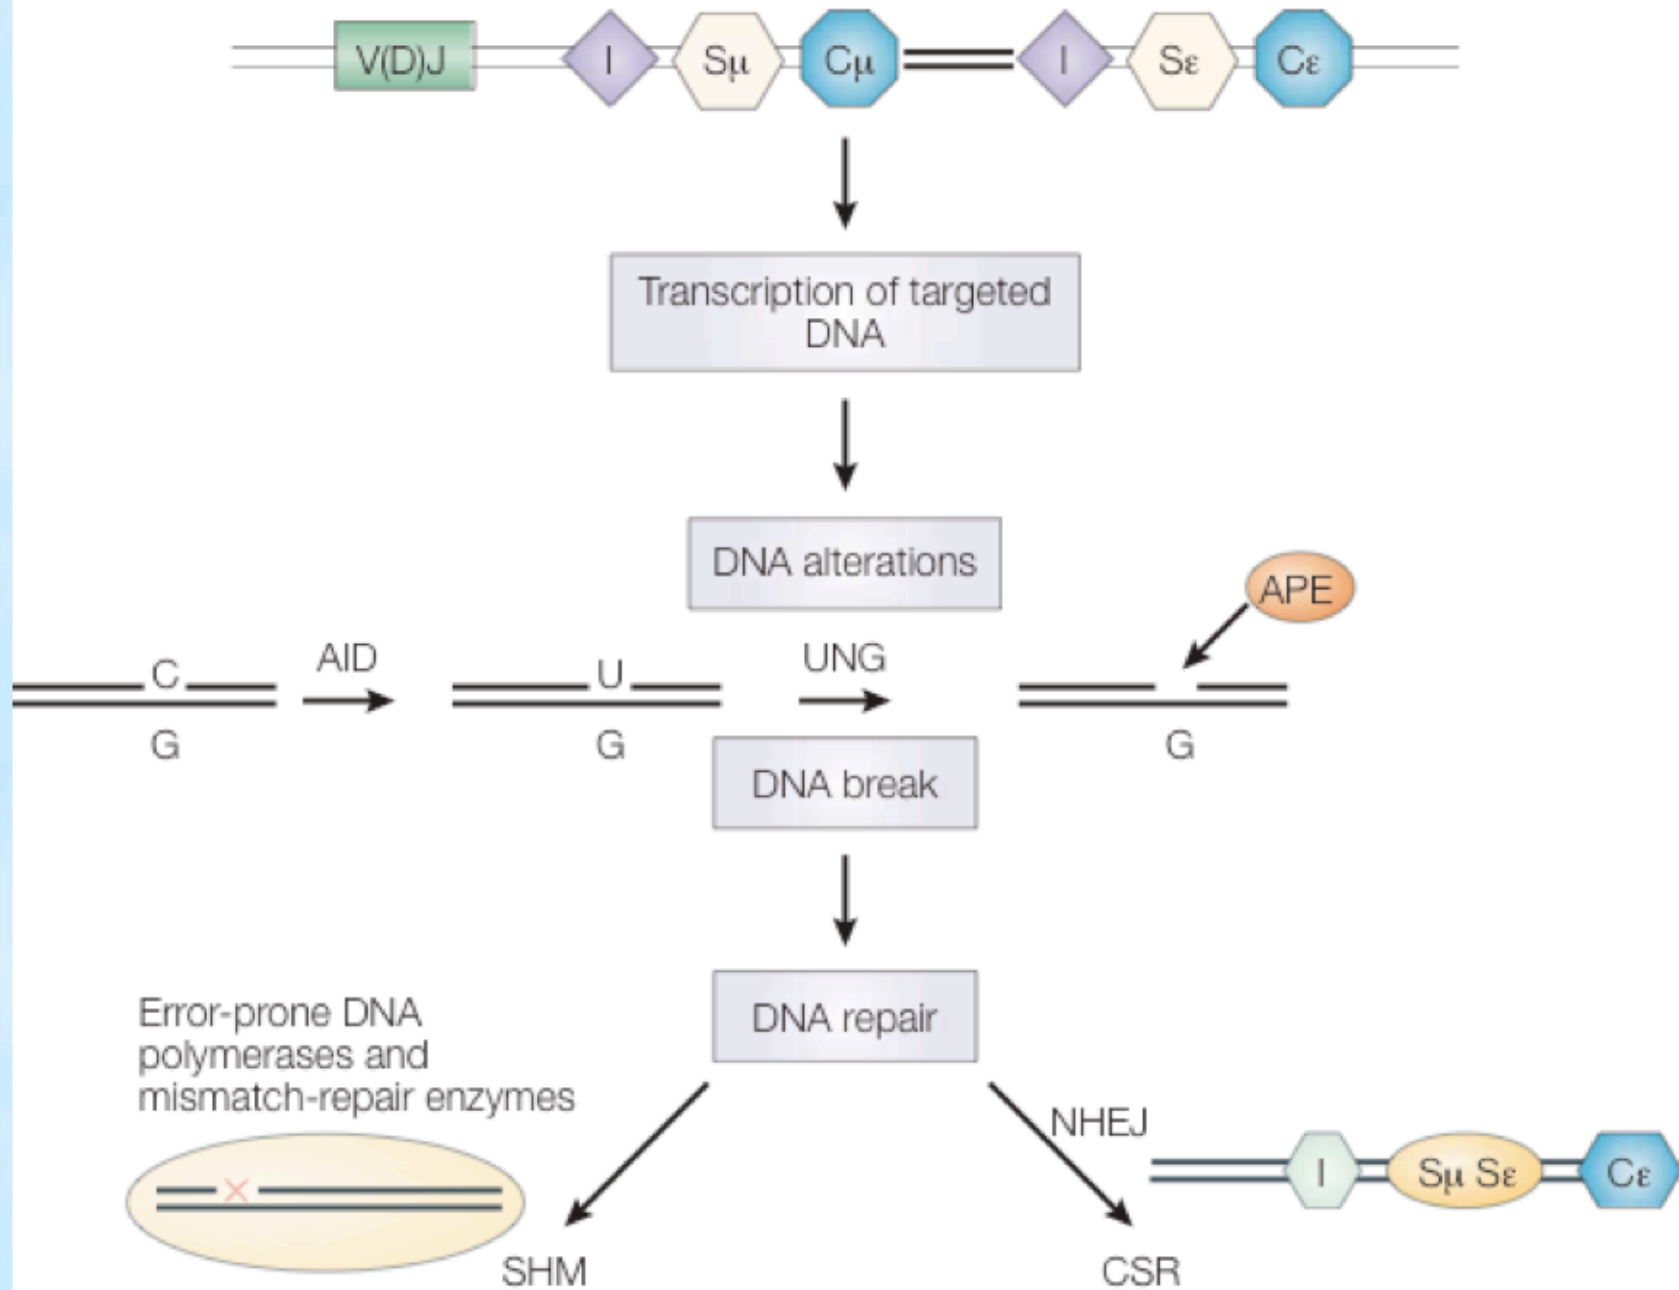 V(D)J I Sμ Cμ I Sε Cε
Transcription of targeted
DNA
DNA alterations
APE
C AID U UNG
G G G
DNA break
DNA repair
Error-prone DNA
polymerases and
mismatch-repair enzymes
NHEJ
I Sμ Sε Cε
SHM CSR